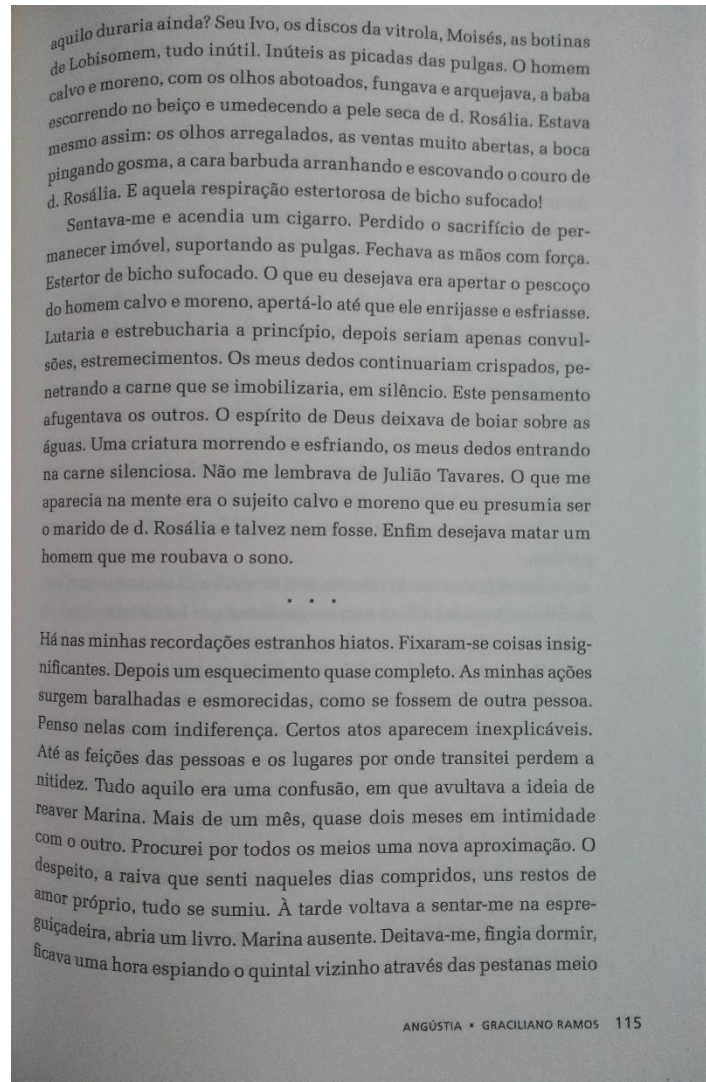 aquilo duraria ainda? Seu Ivo, os discos da vitrola, Moisés, as botinas
de Lobisomem, tudo inútil. Inúteis as picadas das pulgas. O homem
calvo e moreno, com os olhos abotoados, fungava e arquejava, a baba
escorrendo no beiço e umedecendo a pele seca de d. Rosália. Estava
mesmo assim: os olhos arregalados, as ventas muito abertas, a boca
pingando gosma, a cara barbuda arranhando e escovando o couro de
d. Rosália. E aquela respiração estertorosa de bicho sufocado!
Sentava-me e acendia um cigarro. Perdido o sacrifício de per-
manecer imóvel, suportando as pulgas. Fechava as mãos com força.
Estertor de bicho sufocado. O que eu desejava era apertar o pescoço
do homem calvo e moreno, apertá-lo até que ele enrijasse e esfriasse.
Lutaria e estrebucharia a princípio, depois seriam apenas convul-
sões, estremecimentos. Os meus dedos continuariam crispados, pe-
netrando a carne que se imobilizaria, em silêncio. Este pensamento
afugentava os outros. O espírito de Deus deixava de boiar sobre as
águas. Uma criatura morrendo e esfriando, os meus dedos entrando
na carne silenciosa. Não me lembrava de Julião Tavares. O que me
aparecia na mente era o sujeito calvo e moreno que eu presumia ser
o marido de d. Rosália e talvez nem fosse. Enfim desejava matar um
homem que me roubava o sono.
• • •
Há nas minhas recordações estranhos hiatos. Fixaram-se coisas insig-
nificantes. Depois um esquecimento quase completo. As minhas ações
surgem baralhadas e esmorecidas, como se fossem de outra pessoa.
Penso nelas com indiferença. Certos atos aparecem inexplicáveis.
Até as feições das pessoas e os lugares por onde transitei perdem a
nitidez. Tudo aquilo era uma confusão, em que avultava a ideia de
reaver Marina. Mais de um mês, quase dois meses em intimidade
com o outro. Procurei por todos os meios uma nova aproximação. O
despeito, a raiva que senti naqueles dias compridos, uns restos de
amor próprio, tudo se sumiu. À tarde voltava a sentar-me na espre-
guiçadeira, abria um livro. Marina ausente. Deitava-me, fingia dormir,
ficava uma hora espiando o quintal vizinho através das pestanas meio
ANGÚSTIA • GRACILIANO RAMOS 115